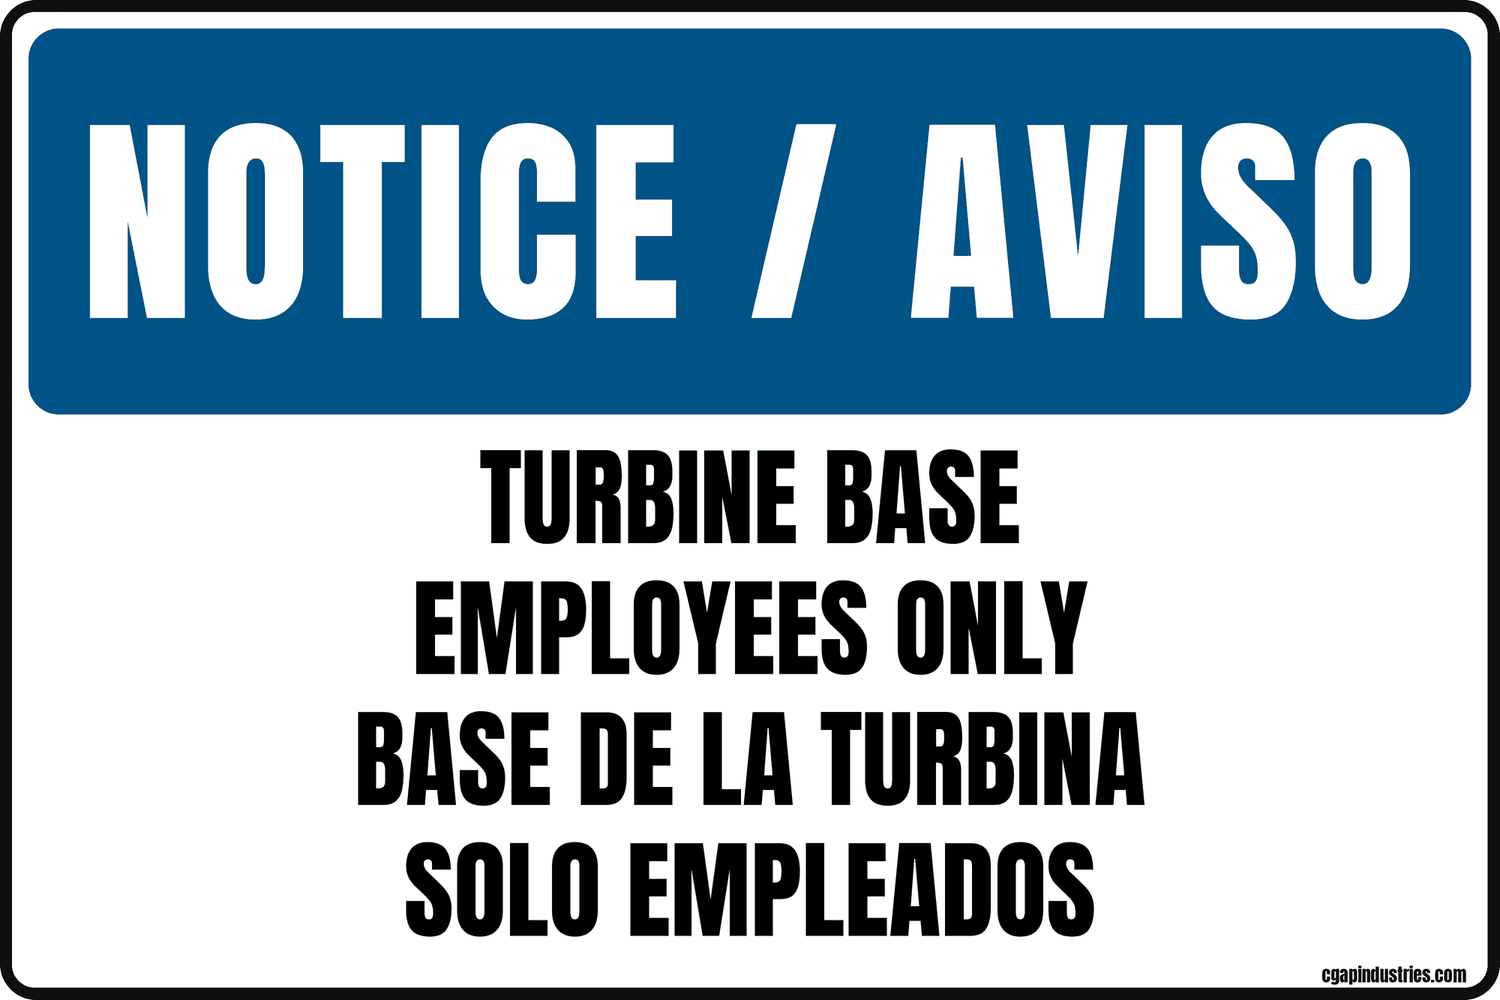 NOTICE / AVISO
TURBINE BASE
EMPLOYEES ONLY
BASE DE LA TURBINA
SOLO EMPLEADOS
cgapindustries.com